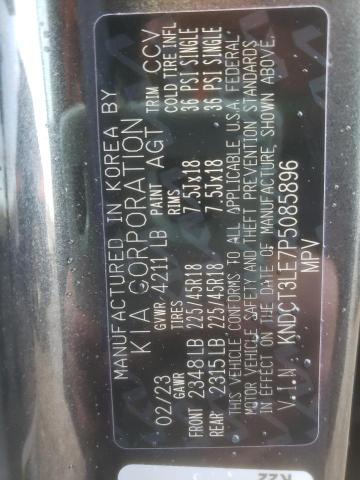 MANUFACTURED IN KOREA BY
KIA CORPORATION
02/23 GVWR: 4211 LB PAINT AGT TRIM CCV
GAWR TIRES RIMS COLD TIRE INFL
FRONT 2348 LB 225/45R18 7.5Jx18 36 PSI SINGLE
REAR 2315 LB 225/45R18 7.5Jx18 36 PSI SINGLE
THIS VEHICLE CONFORMS TO ALL APPLICABLE U.S.A. FEDERAL
MOTOR VEHICLE SAFETY BUMPER, AND THEFT PREVENTION STANDARDS
IN EFFECT ON THE DATE OF MANUFACTURE SHOWN ABOVE.
V.I.N KNDCT3LE7P5085896
MPV
R22